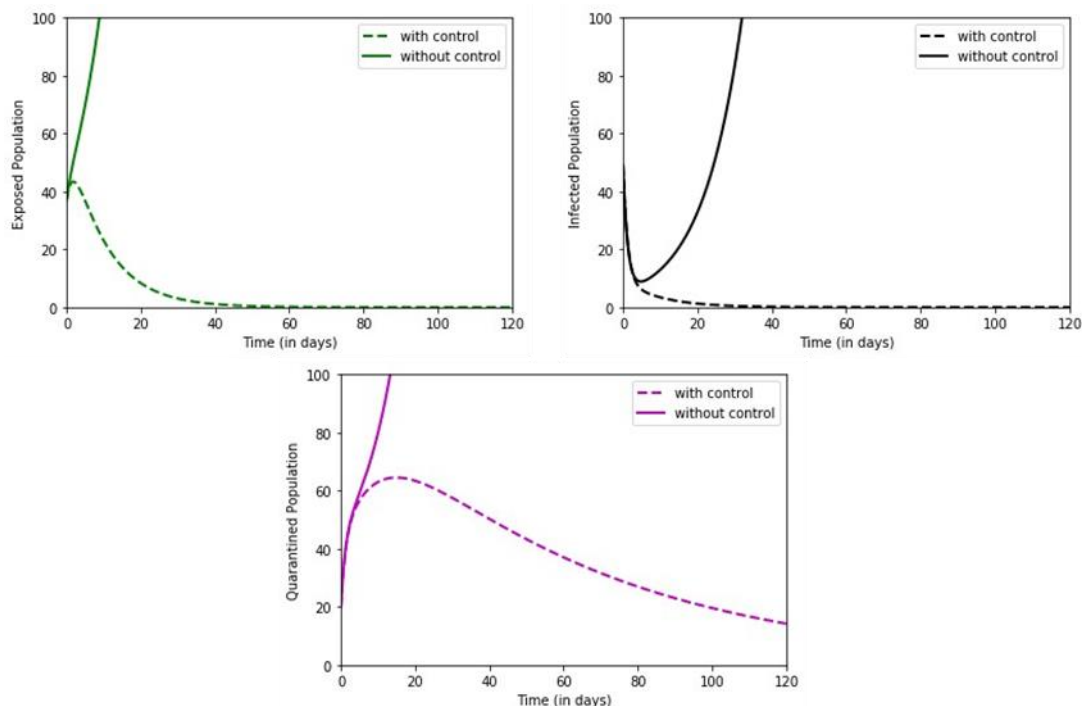 100
80
60
40
20
0
Exposed Population
with control
without control
0 20 40 60 80 100 120
Time (in days)
100
80
60
40
20
0
Infected Population
with control
without control
0 20 40 60 80 100 120
Time (in days)
100
80
60
40
20
0
Quarantined Population
with control
without control
0 20 40 60 80 100 120
Time (in days)